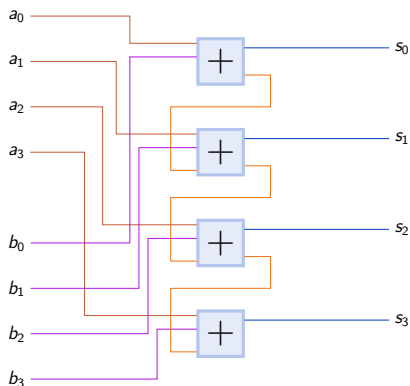 a₀
a₁
a₂
a₃
b₀
b₁
b₂
b₃
+
+
+
+
s₀
s₁
s₂
s₃